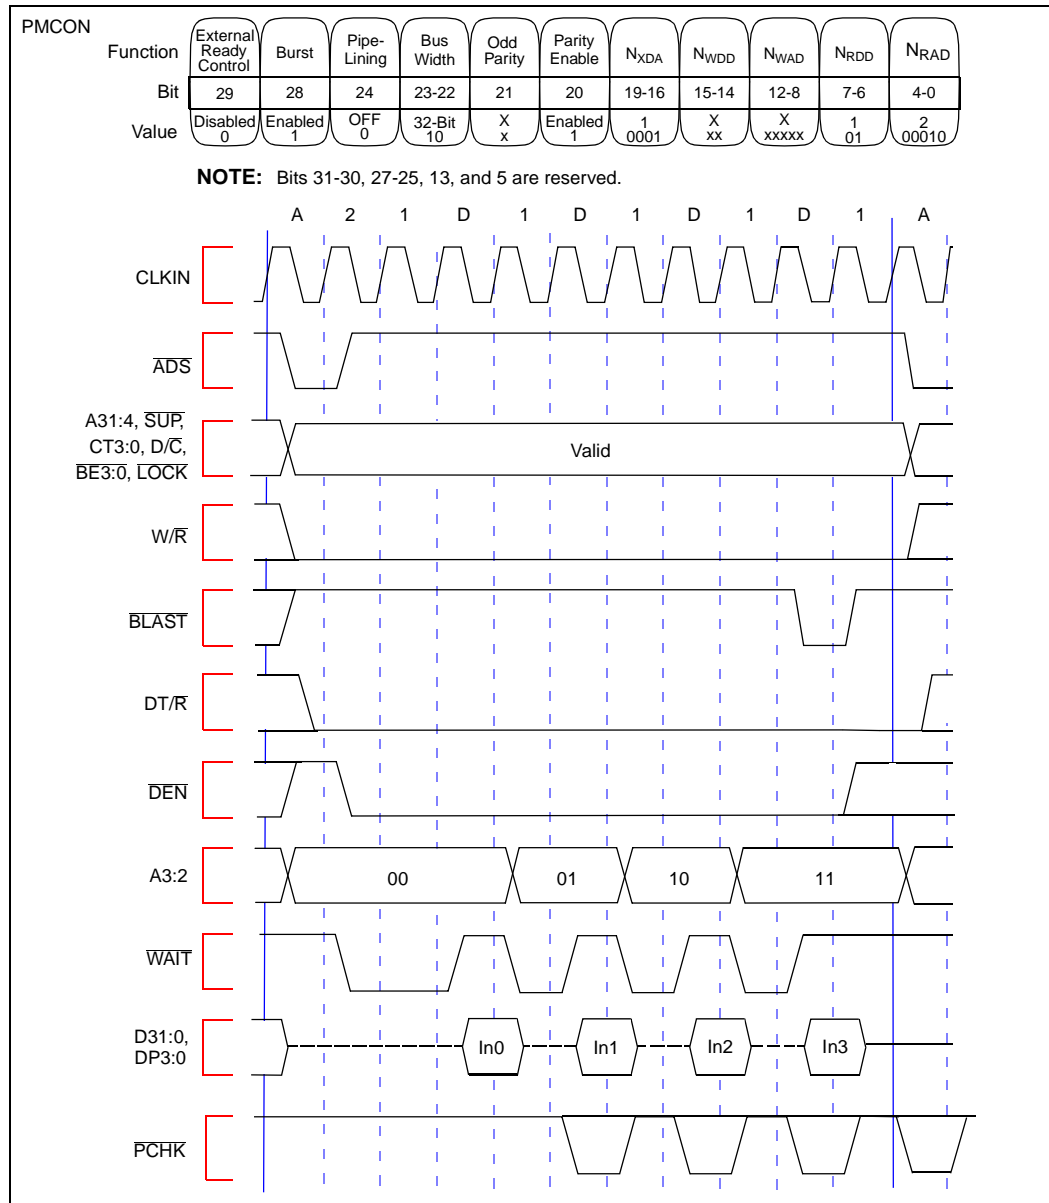 PMCON
Function
External Ready Control
Burst
Pipe-Lining
Bus Width
Odd Parity
Parity Enable
NXDA
NWDD
NWAD
NRDD
NRAD
Bit
29 28 24 23-22 21 20 19-16 15-14 12-8 7-6 4-0
Value
Disabled 0
Enabled 1
OFF 0
32-Bit 10
X x
Enabled 1
1 0001
X xx
X xxxxx
1 01
2 00010
NOTE: Bits 31-30, 27-25, 13, and 5 are reserved.
A 2 1 D 1 D 1 D 1 D 1 A
CLKIN
ADS
A31:4, SUP,
CT3:0, D/C,
BE3:0, LOCK
Valid
W/R
BLAST
DT/R
DEN
A3:2
00 01 10 11
WAIT
D31:0,
DP3:0
In0 In1 In2 In3
PCHK